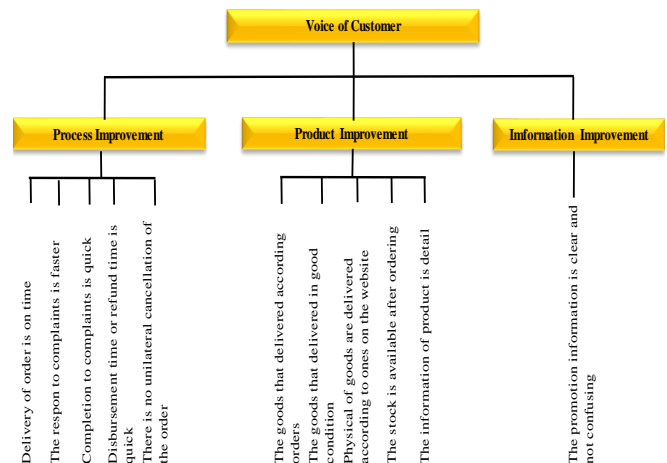 Voice of Customer
Process Improvement
Product Improvement
Imformation Improvement
Delivery of order is on time
The respon to complaints is faster
Completion to complaints is quick
Disbursement time or refund time is
quick
There is no unilateral cancellation of
the order
The goods that delivered according
orders
The goods that delivered in good
condition
Physical of goods are delivered
according to ones on the website
The stock is available after ordering
The information of product is detail
The promotion information is clear and
not confusing